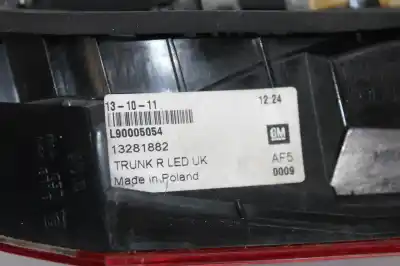 13-10-11 12:24
L90005054 GM
13281882
TRUNK R LED UK AF5
Made in Poland 0009